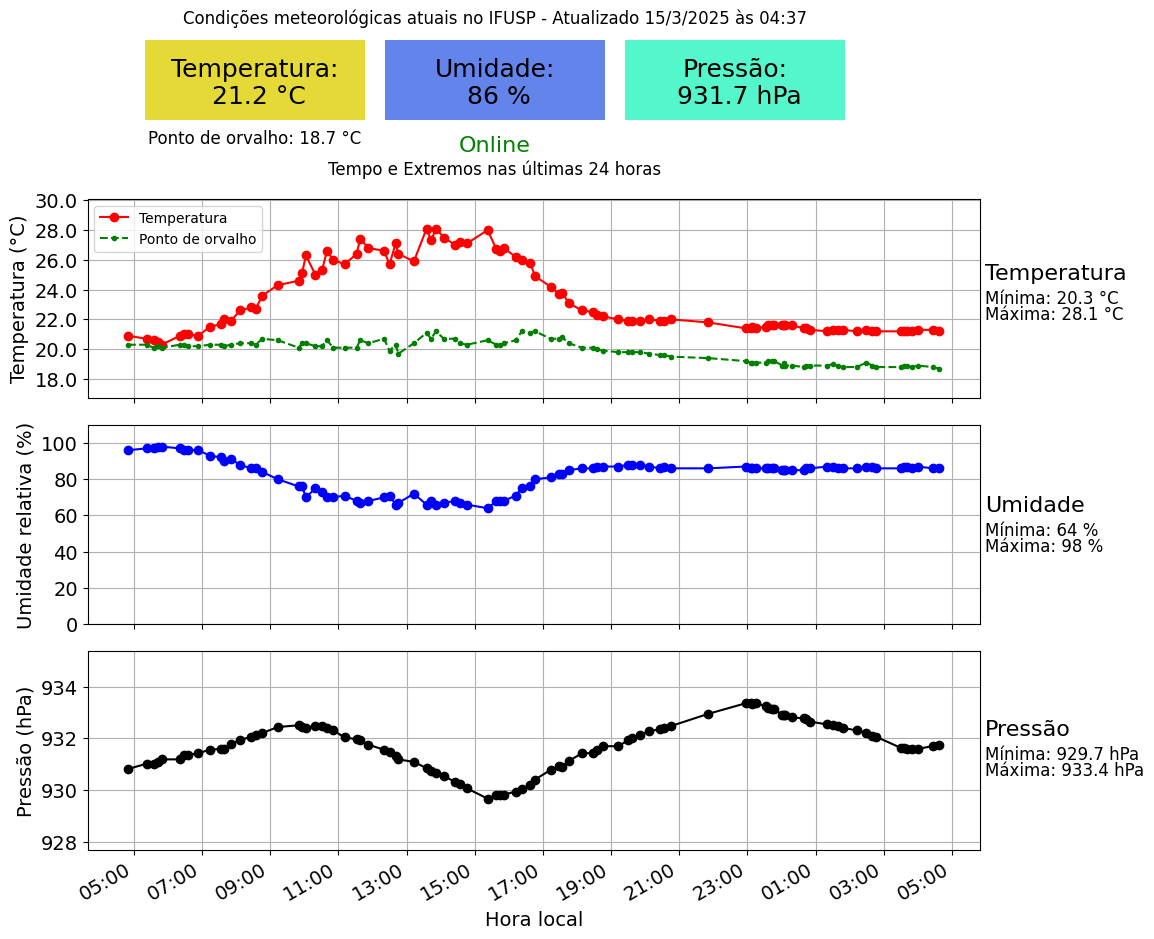 Condições meteorológicas atuais no IFUSP - Atualizado 15/3/2025 às 04:37
Temperatura:
21.2 °C
Umidade:
86 %
Pressão:
931.7 hPa
Ponto de orvalho: 18.7 °C
Online
Tempo e Extremos nas últimas 24 horas
Temperatura (°C)
30.0
28.0
26.0
24.0
22.0
20.0
18.0
Temperatura
Ponto de orvalho
Temperatura
Mínima: 20.3 °C
Máxima: 28.1 °C
Umidade relativa (%)
100
80
60
40
20
0
Umidade
Mínima: 64 %
Máxima: 98 %
Pressão (hPa)
934
932
930
928
Pressão
Mínima: 929.7 hPa
Máxima: 933.4 hPa
05:00
07:00
09:00
11:00
13:00
15:00
17:00
19:00
21:00
23:00
01:00
03:00
05:00
Hora local